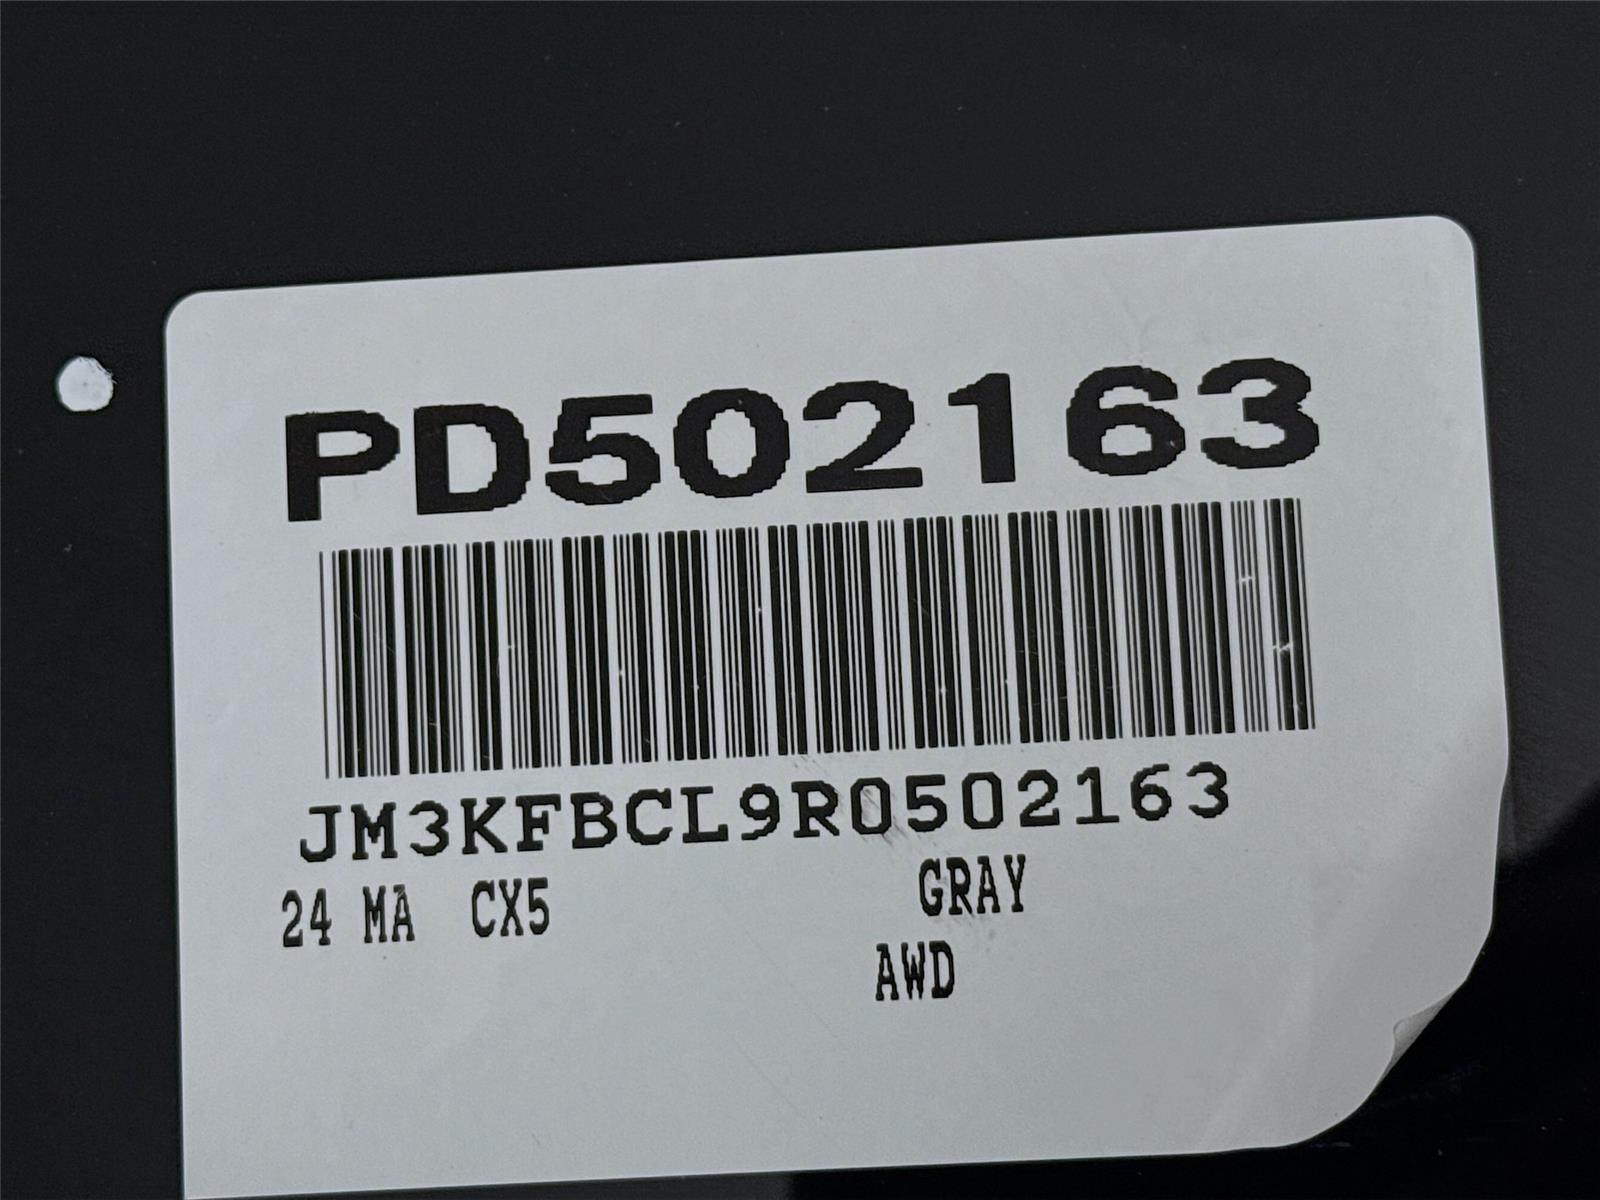 PD502163
JM3KFBCL9R0502163
24 MA CX5 GRAY
AWD